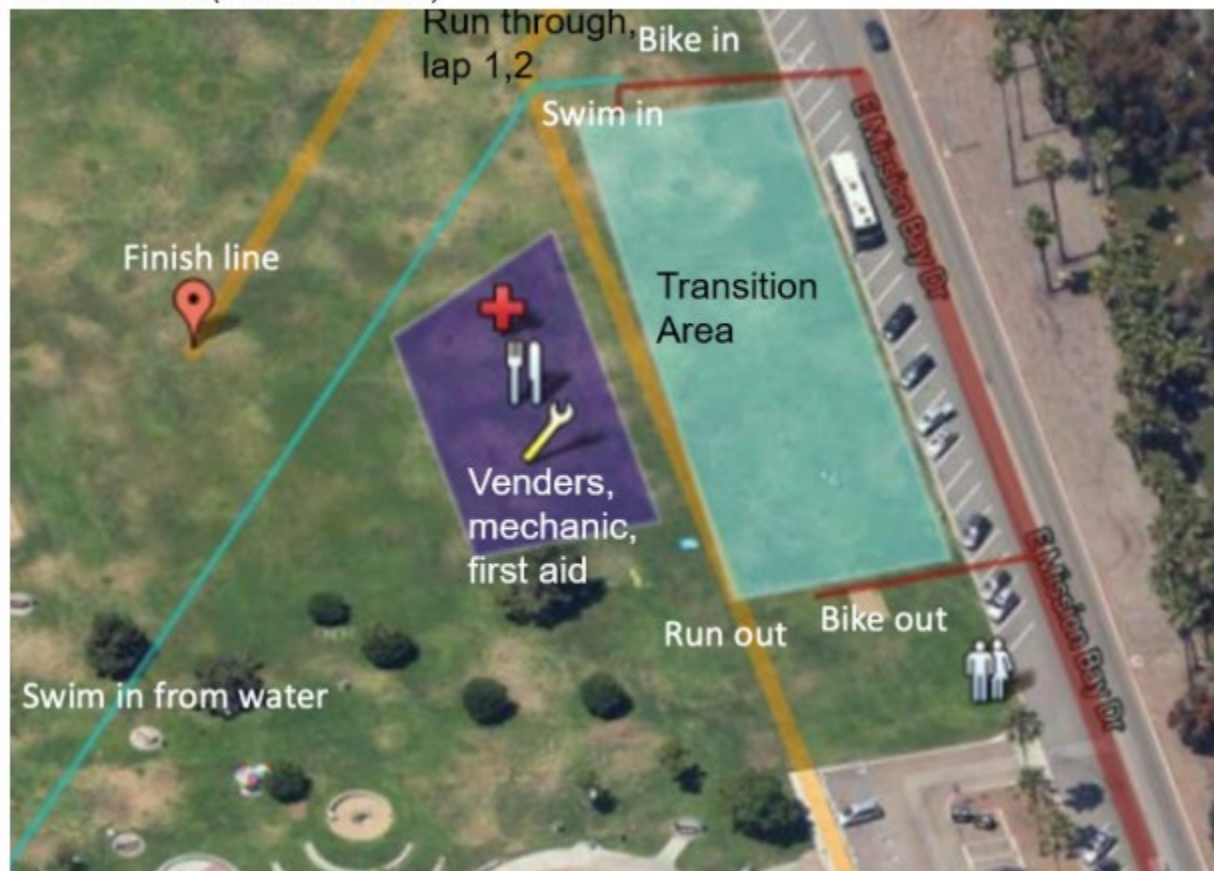 Run through,
lap 1,2
Bike in
Swim in
E Mission Bay Dr
Finish line
Transition
Area
Venders,
mechanic,
first aid
E Mission Bay Dr
Run out
Bike out
Swim in from water